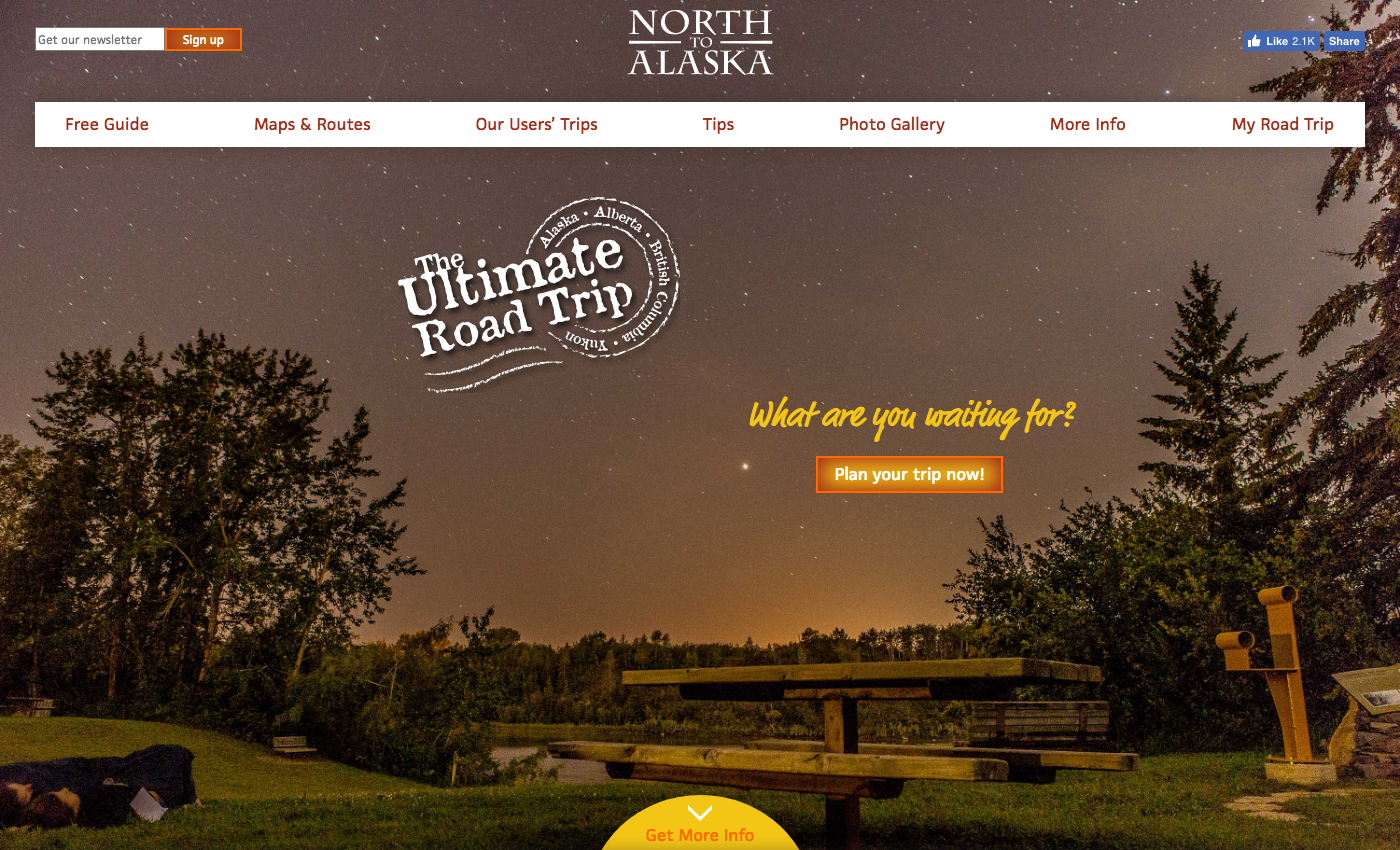 Get our newsletter
Sign up
NORTH
TO
ALASKA
Like 2.1K
Share
Free Guide
Maps & Routes
Our Users' Trips
Tips
Photo Gallery
More Info
My Road Trip
The
Ultimate
Road Trip
Alaska • Alberta • British Columbia • Yukon
What are you waiting for?
Plan your trip now!
Get More Info